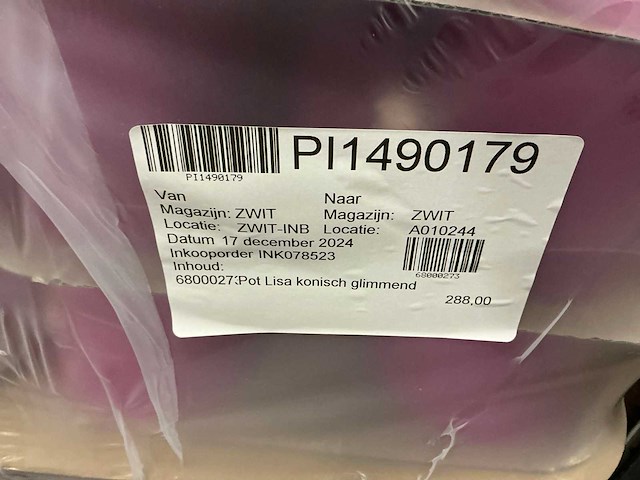 PI1490179
PI1490179
Van Naar
Magazijn: ZWIT Magazijn: ZWIT
Locatie: ZWIT-INB Locatie: A010244
Datum 17 december 2024
Inkooporder INK078523
68000273
Inhoud:
6800027:Pot Lisa konisch glimmend
288,00